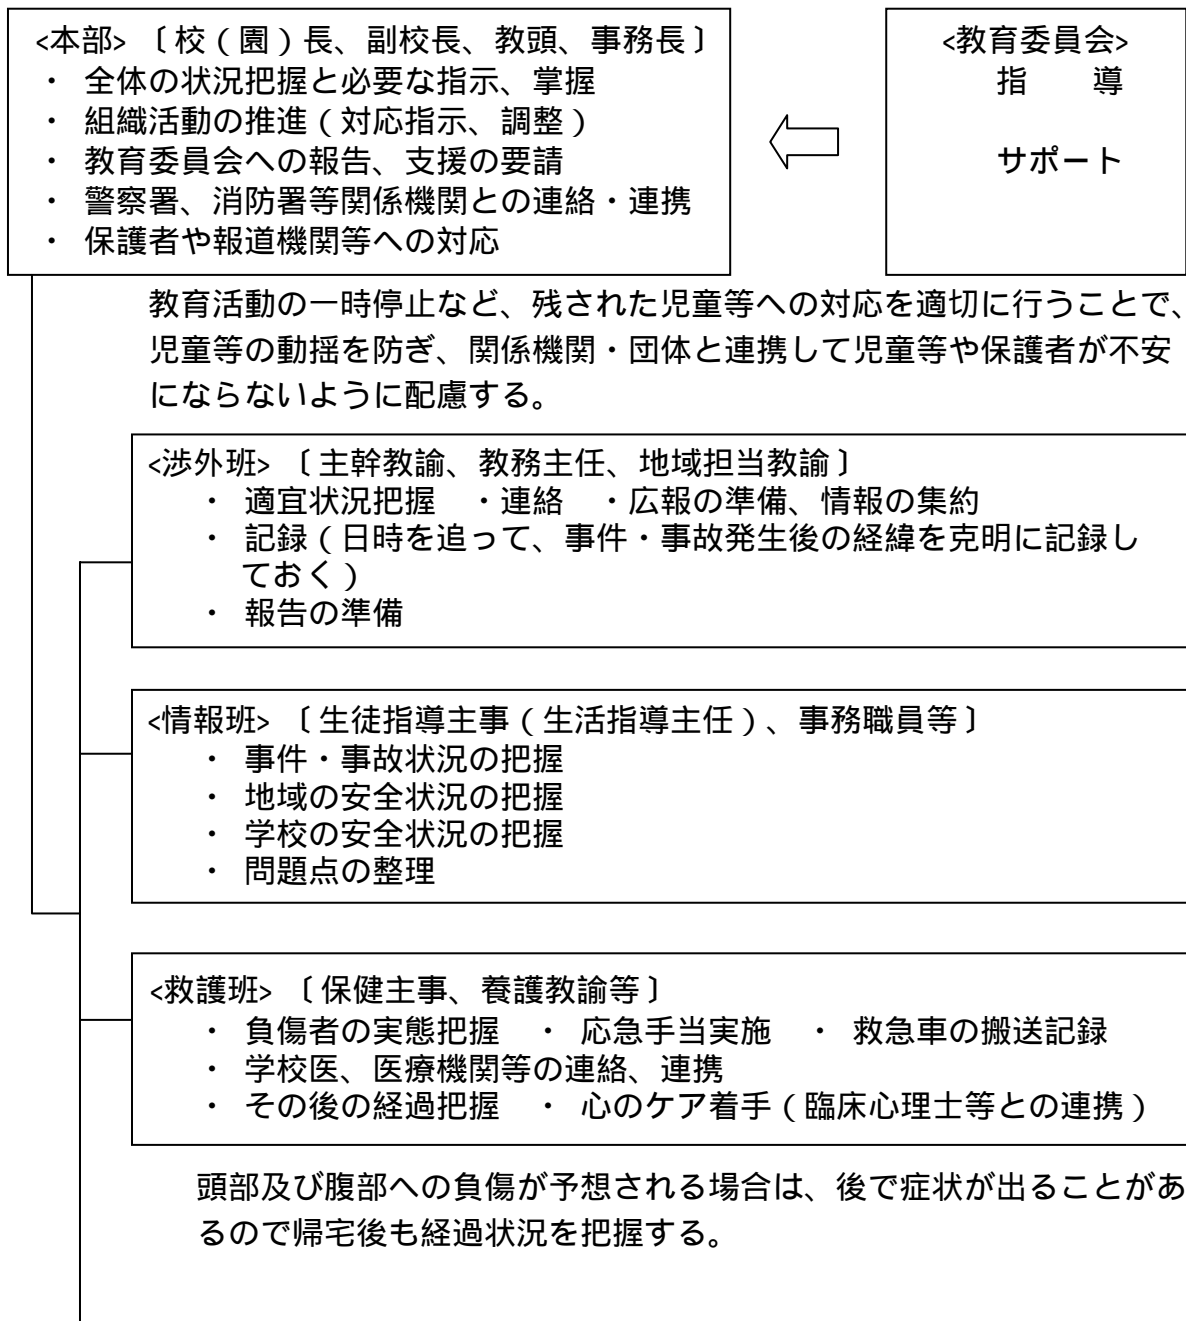 <本部>〔校（園）長、副校長、教頭、事務長〕
・ 全体の状況把握と必要な指示、掌握
・ 組織活動の推進（対応指示、調整）
・ 教育委員会への報告、支援の要請
・ 警察署、消防署等関係機関との連絡・連携
・ 保護者や報道機関等への対応
<教育委員会>
指　導
サポート
教育活動の一時停止など、残された児童等への対応を適切に行うことで、
児童等の動揺を防ぎ、関係機関・団体と連携して児童等や保護者が不安
にならないように配慮する。
<渉外班>〔主幹教諭、教務主任、地域担当教諭〕
・ 適宜状況把握　・連絡　・広報の準備、情報の集約
・ 記録（日時を追って、事件・事故発生後の経緯を克明に記録し
ておく）
・ 報告の準備
<情報班>〔生徒指導主事（生活指導主任）、事務職員等〕
・ 事件・事故状況の把握
・ 地域の安全状況の把握
・ 学校の安全状況の把握
・ 問題点の整理
<救護班>〔保健主事、養護教諭等〕
・ 負傷者の実態把握　・ 応急手当実施　・ 救急車の搬送記録
・ 学校医、医療機関等の連絡、連携
・ その後の経過把握　・ 心のケア着手（臨床心理士等との連携）
頭部及び腹部への負傷が予想される場合は、後で症状が出ることがあ
るので帰宅後も経過状況を把握する。